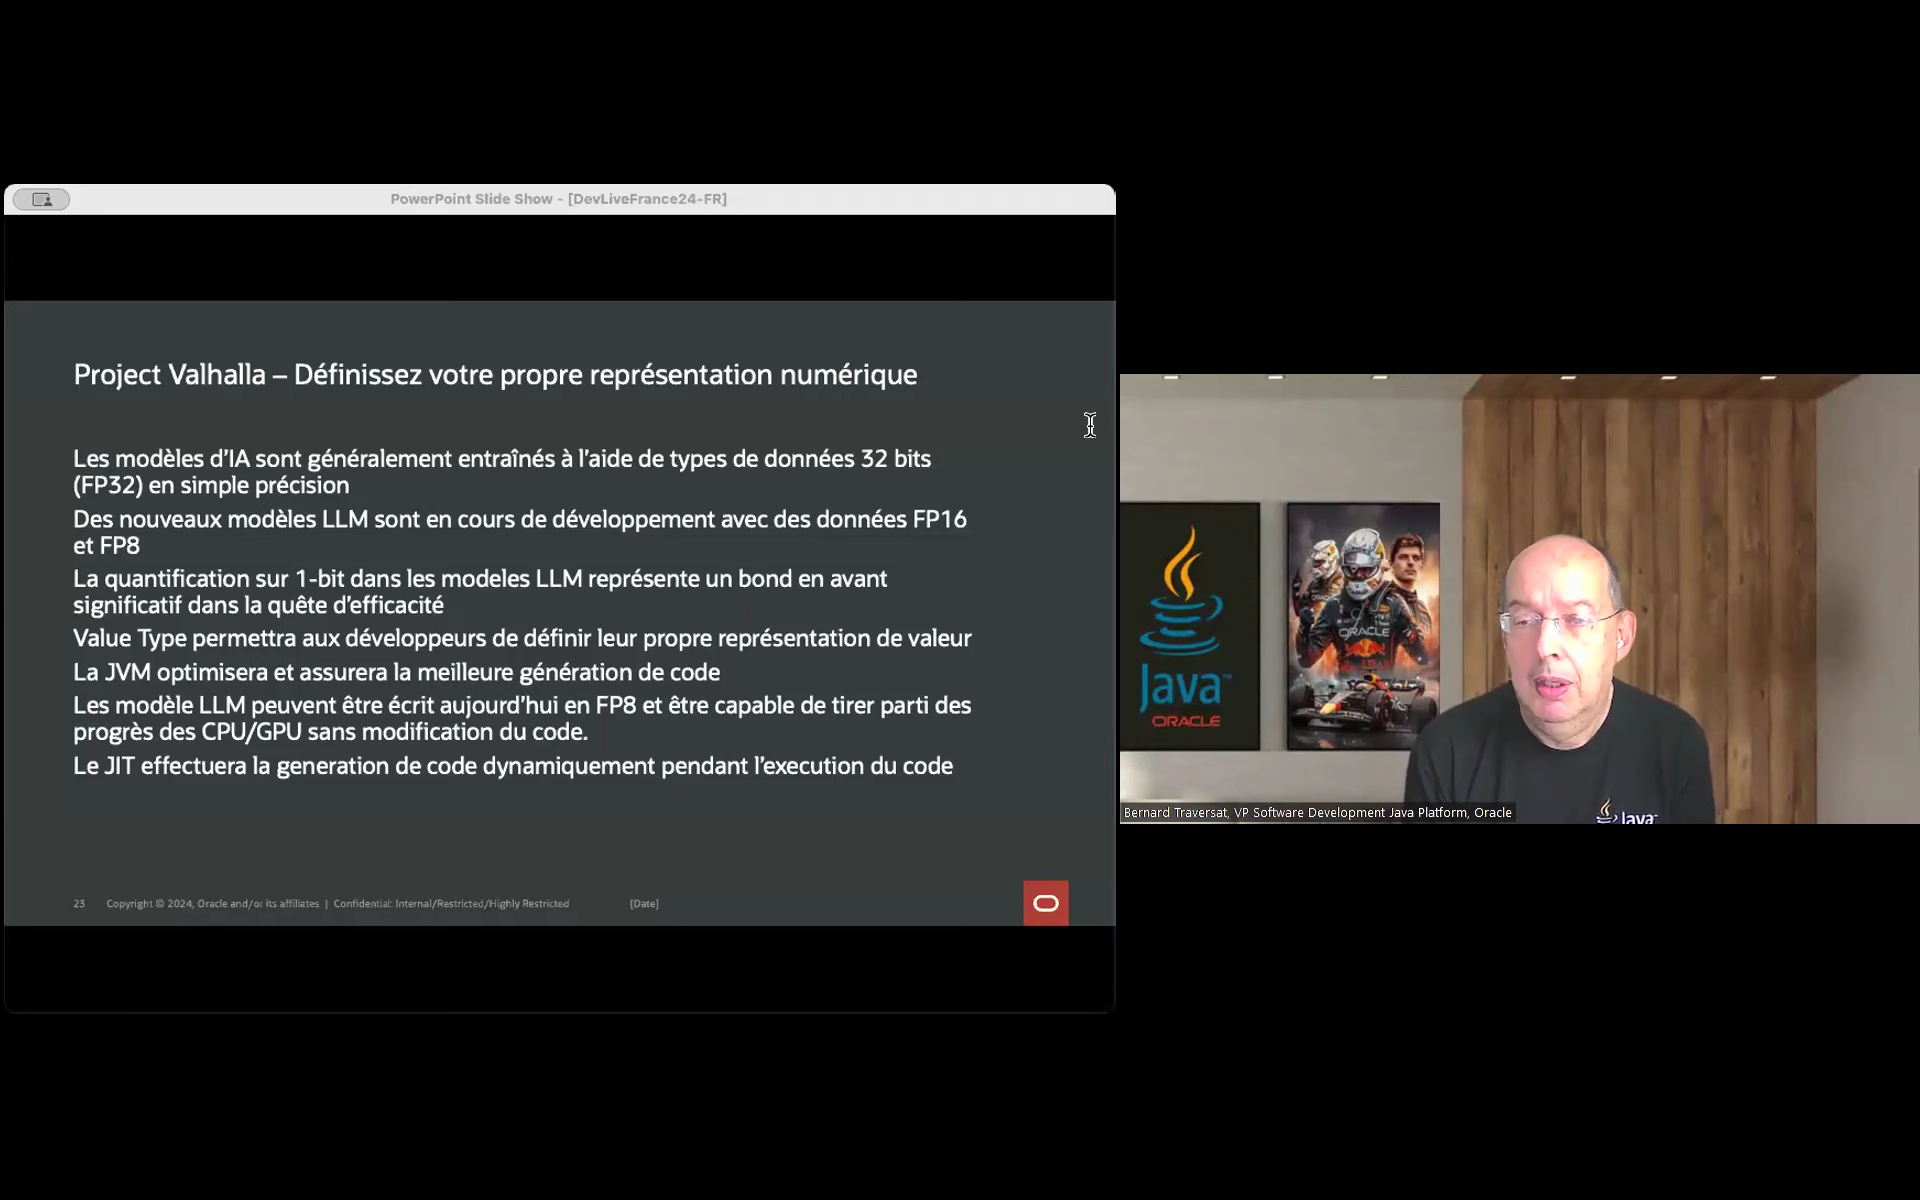 PowerPoint Slide Show - [DevLiveFrance24-FR]
Project Valhalla – Définissez votre propre représentation numérique
Les modèles d'IA sont généralement entraînés à l'aide de types de données 32 bits
(FP32) en simple précision
Des nouveaux modèles LLM sont en cours de développement avec des données FP16
et FP8
La quantification sur 1-bit dans les modeles LLM représente un bond en avant
significatif dans la quête d'efficacité
Value Type permettra aux développeurs de définir leur propre représentation de valeur
La JVM optimisera et assurera la meilleure génération de code
Les modèle LLM peuvent être écrit aujourd'hui en FP8 et être capable de tirer parti des
progrès des CPU/GPU sans modification du code.
Le JIT effectuera la generation de code dynamiquement pendant l'execution du code
23 Copyright © 2024, Oracle and/or its affiliates | Confidential: Internal/Restricted/Highly Restricted [Date]
Java™
ORACLE
ORACLE
Java
Bernard Traversat, VP Software Development Java Platform, Oracle